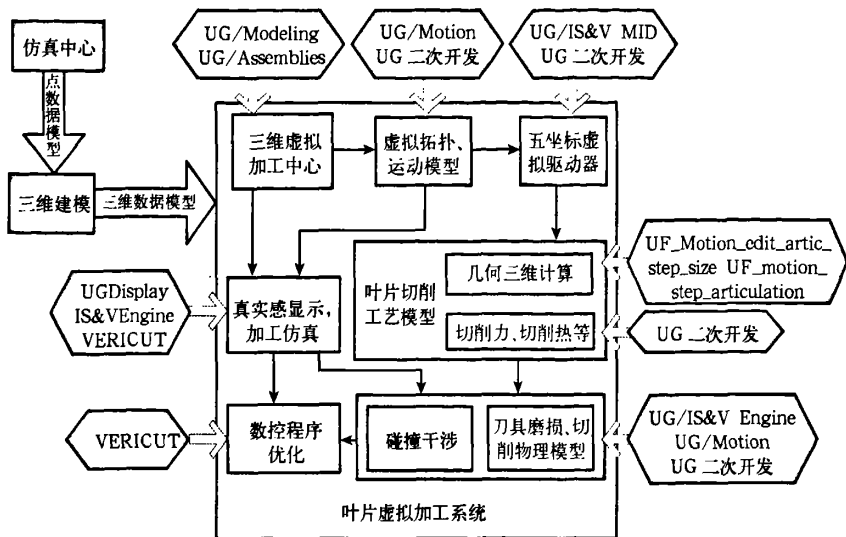 UG/Modeling
UG/Assemblies
UG/Motion
UG 二次开发
UG/IS&V MID
UG 二次开发
仿真中心
点数据模型
三维建模
三维数据模型
三维虚拟
加工中心
虚拟拓扑、
运动模型
五坐标虚
拟驱动器
叶片切削
工艺模型
几何三维计算
切削力、切削热等
UF_Motion_edit_artic_
step_size UF_motion_
step_articulation
UG 二次开发
UGDisplay
IS&VEngine
VERICUT
真实感显示,
加工仿真
VERICUT
数控程序
优化
碰撞干涉
刀具磨损、切
削物理模型
UG/IS&V Engine
UG/Motion
UG 二次开发
叶片虚拟加工系统